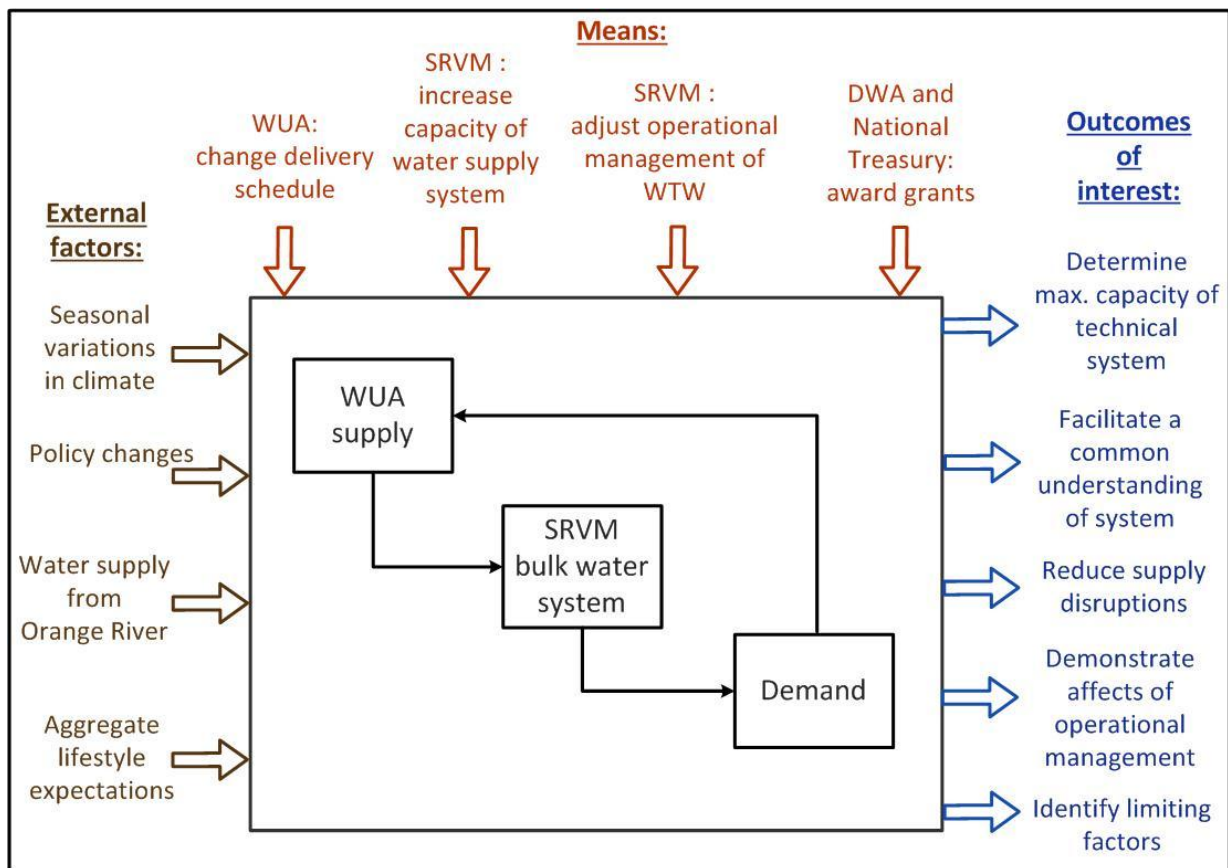 Means:
WUA:
change delivery
schedule
SRVM :
increase
capacity of
water supply
system
SRVM :
adjust operational
management of
WTW
DWA and
National
Treasury:
award grants
Outcomes
of
interest:
External
factors:
Seasonal
variations
in climate
Policy changes
Water supply
from
Orange River
Aggregate
lifestyle
expectations
WUA
supply
SRVM
bulk water
system
Demand
Determine
max. capacity of
technical
system
Facilitate a
common
understanding
of system
Reduce supply
disruptions
Demonstrate
affects of
operational
management
Identify limiting
factors